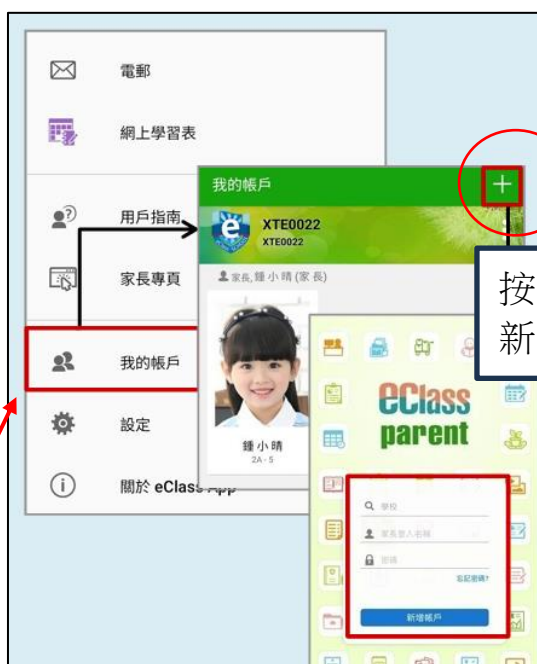 電郵
網上學習表
用戶指南
家長專頁
我的帳戶
設定
關於 eClass App
我的帳戶
XTE0022
XTE0022
家長, 鍾小晴 (家長)
鍾小晴
2A - 5
按
新
eClass
parent
學校
家長登入名稱
密碼
忘記密碼?
新增帳戶